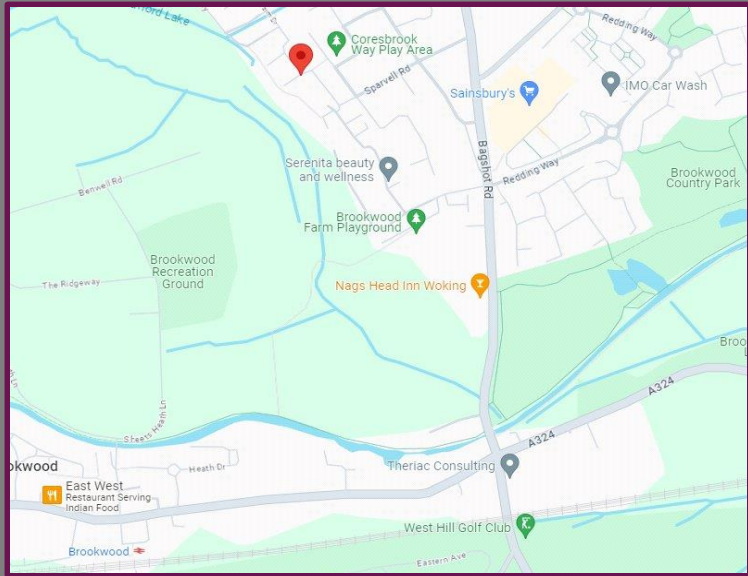 ford Lake
Coresbrook
Way Play Area
Redding Way
Sparvell Rd
Sainsbury's
IMO Car Wash
Bagshot Rd
Serenita beauty
and wellness
Redding Way
Brookwood
Country Park
Benwell Rd
Brookwood
Farm Playground
Brookwood
Recreation
Ground
The Ridgeway
Nags Head Inn Woking
Broo
A324
Sheets Heath Ln
A324
okwood
Heath Dr
Theriac Consulting
East West
Restaurant Serving
Indian Food
West Hill Golf Club
Brookwood
Eastern Ave